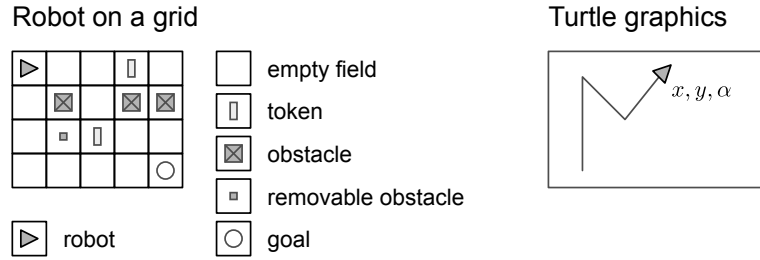 Robot on a grid
Turtle graphics
empty field
token
obstacle
removable obstacle
goal
robot
x, y, α